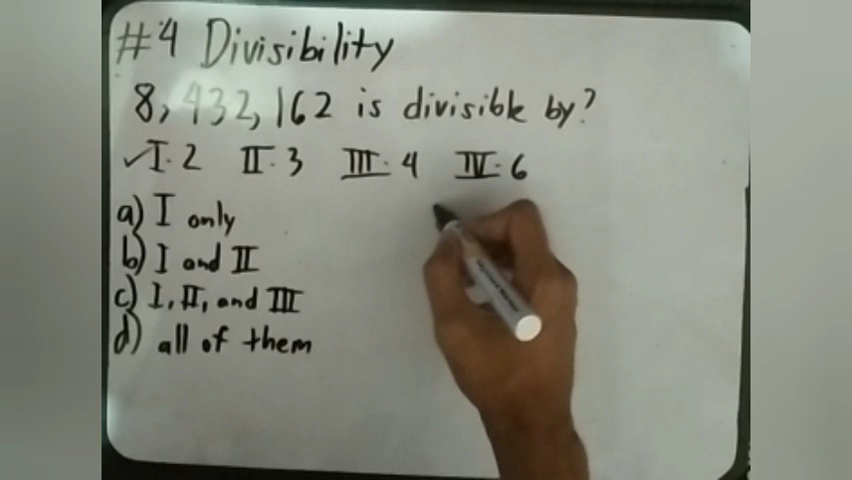 #4 Divisibility
8,432,162 is divisible by?
✓I. 2 II. 3 III. 4 IV. 6
a) I only
b) I and II
c) I, II, and III
d) all of them